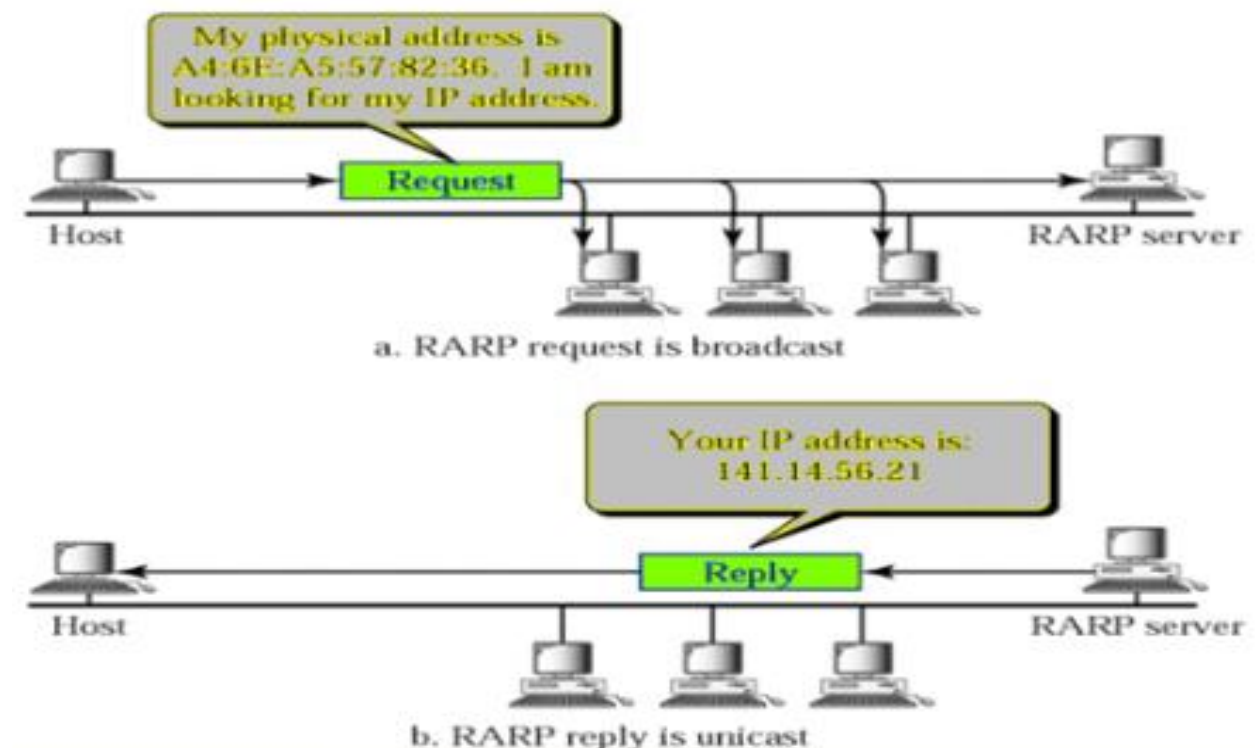 My physical address is
A4:6E:A5:57:82:36. I am
looking for my IP address.
Request
Host
RARP server
a. RARP request is broadcast
Your IP address is:
141.14.56.21
Reply
Host
RARP server
b. RARP reply is unicast